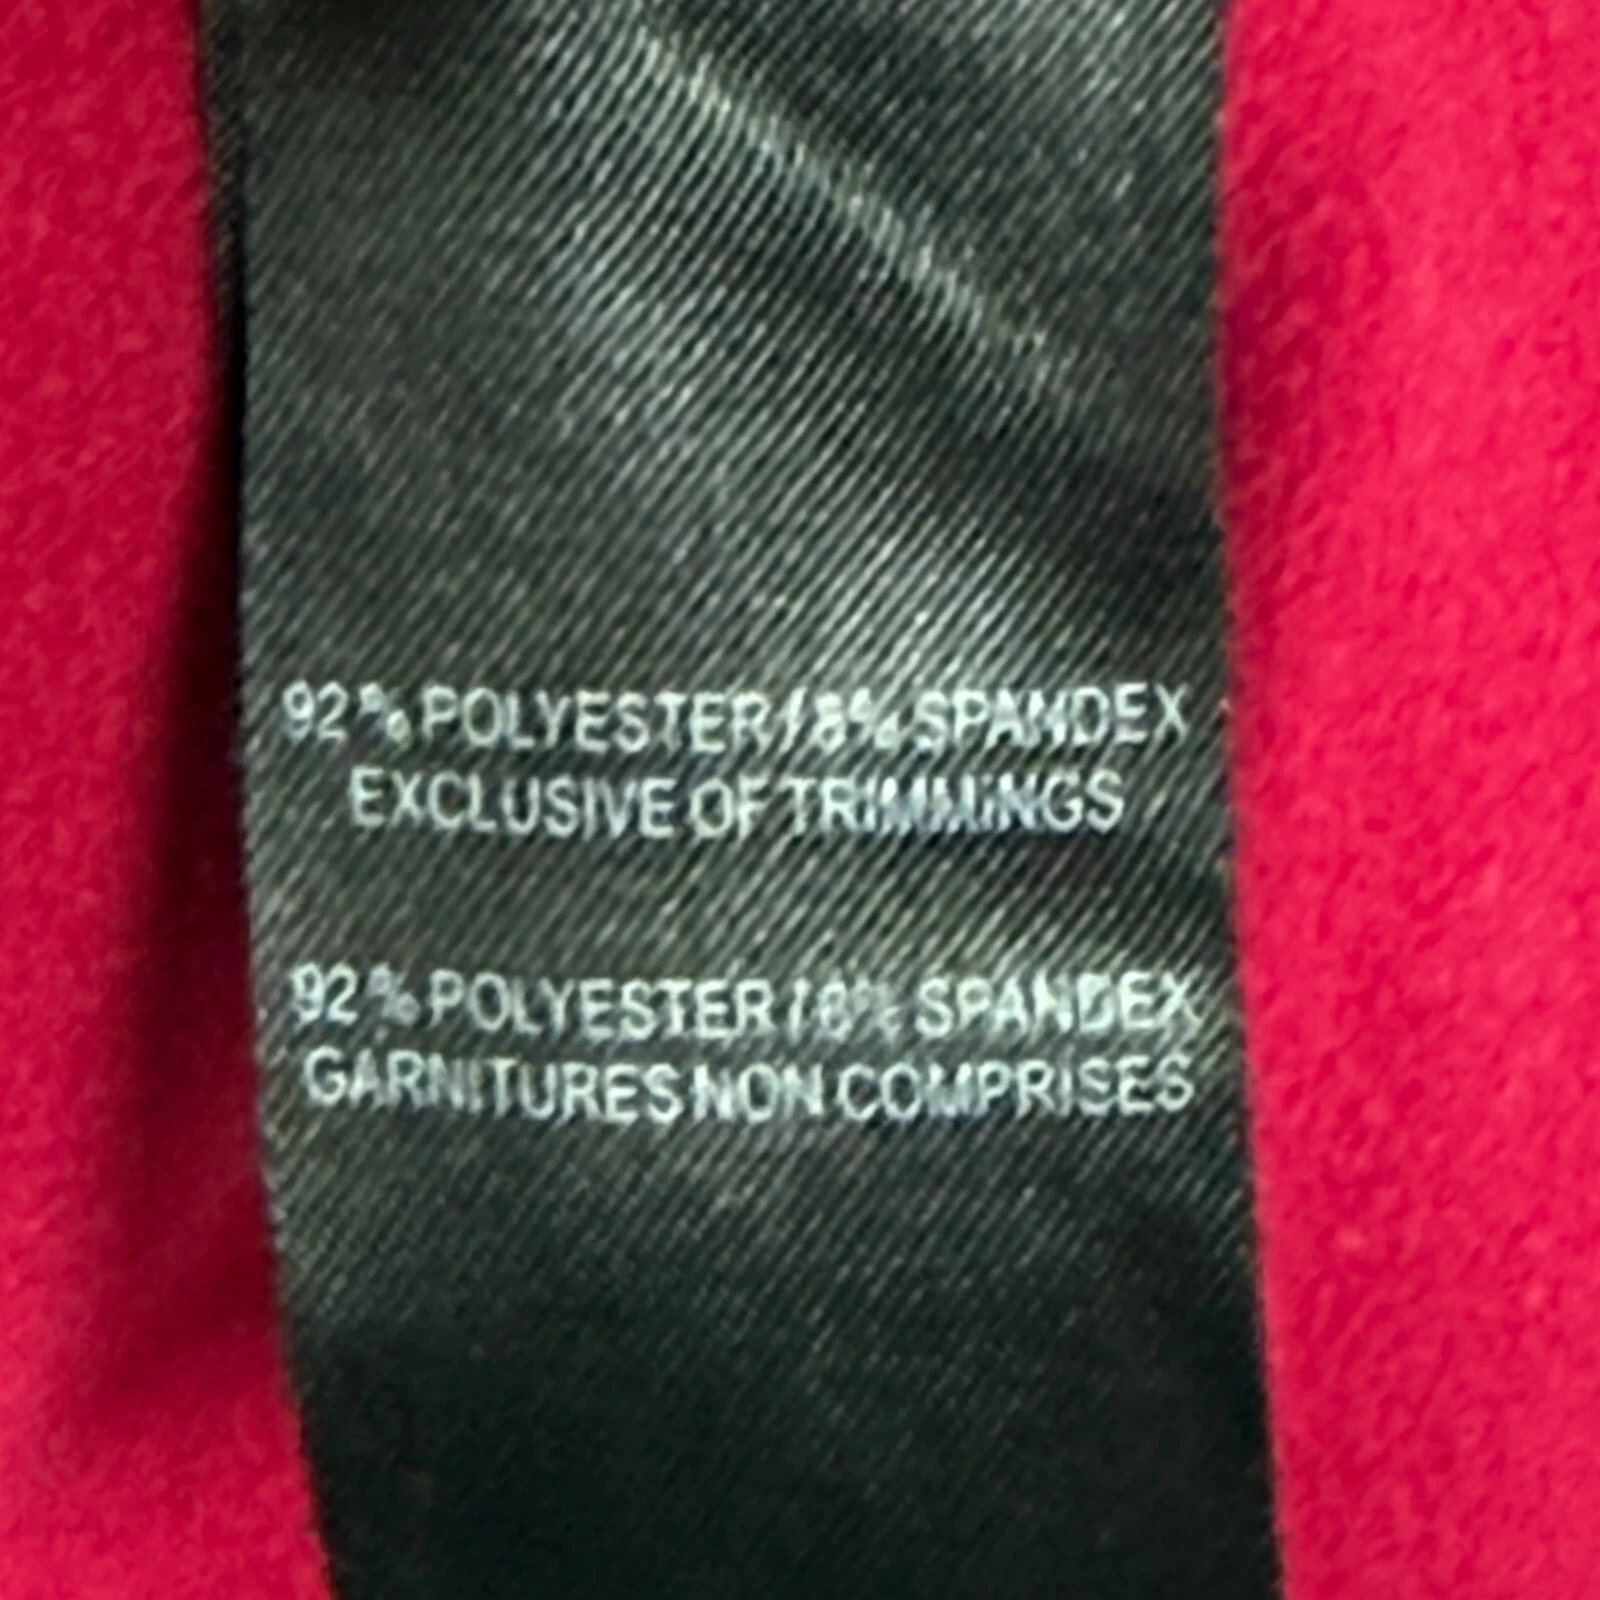 92% POLYESTER / 8% SPANDEX
EXCLUSIVE OF TRIMMINGS
92% POLYESTER / 8% SPANDEX
GARNITURES NON COMPRISES